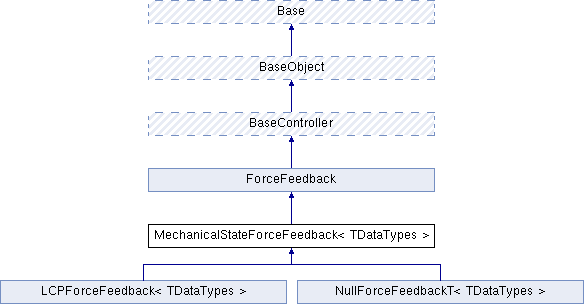 Base
BaseObject
BaseController
ForceFeedback
MechanicalStateForceFeedback< TDataTypes >
LCPForceFeedback< TDataTypes >
NullForceFeedbackT< TDataTypes >